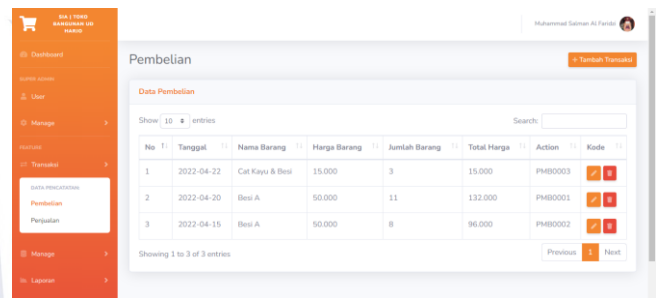 SIA | TOKO
BANGUNAN UD
HARIO
Muhammad Salman Al Faridzi
Dashboard
SUPER ADMIN
User
Manage
FEATURE
Transaksi
DATA PENCATATAN
Pembelian
Penjualan
Manage
Laporan
Pembelian
+ Tambah Transaksi
Data Pembelian
Show 10 entries Search:
No Tanggal Nama Barang Harga Barang Jumlah Barang Total Harga Action Kode
1 2022-04-22 Cat Kayu & Besi 15.000 3 15.000 PMB0003
2 2022-04-20 Besi A 50.000 11 132.000 PMB0001
3 2022-04-15 Besi A 50.000 8 96.000 PMB0002
Showing 1 to 3 of 3 entries
Previous 1 Next